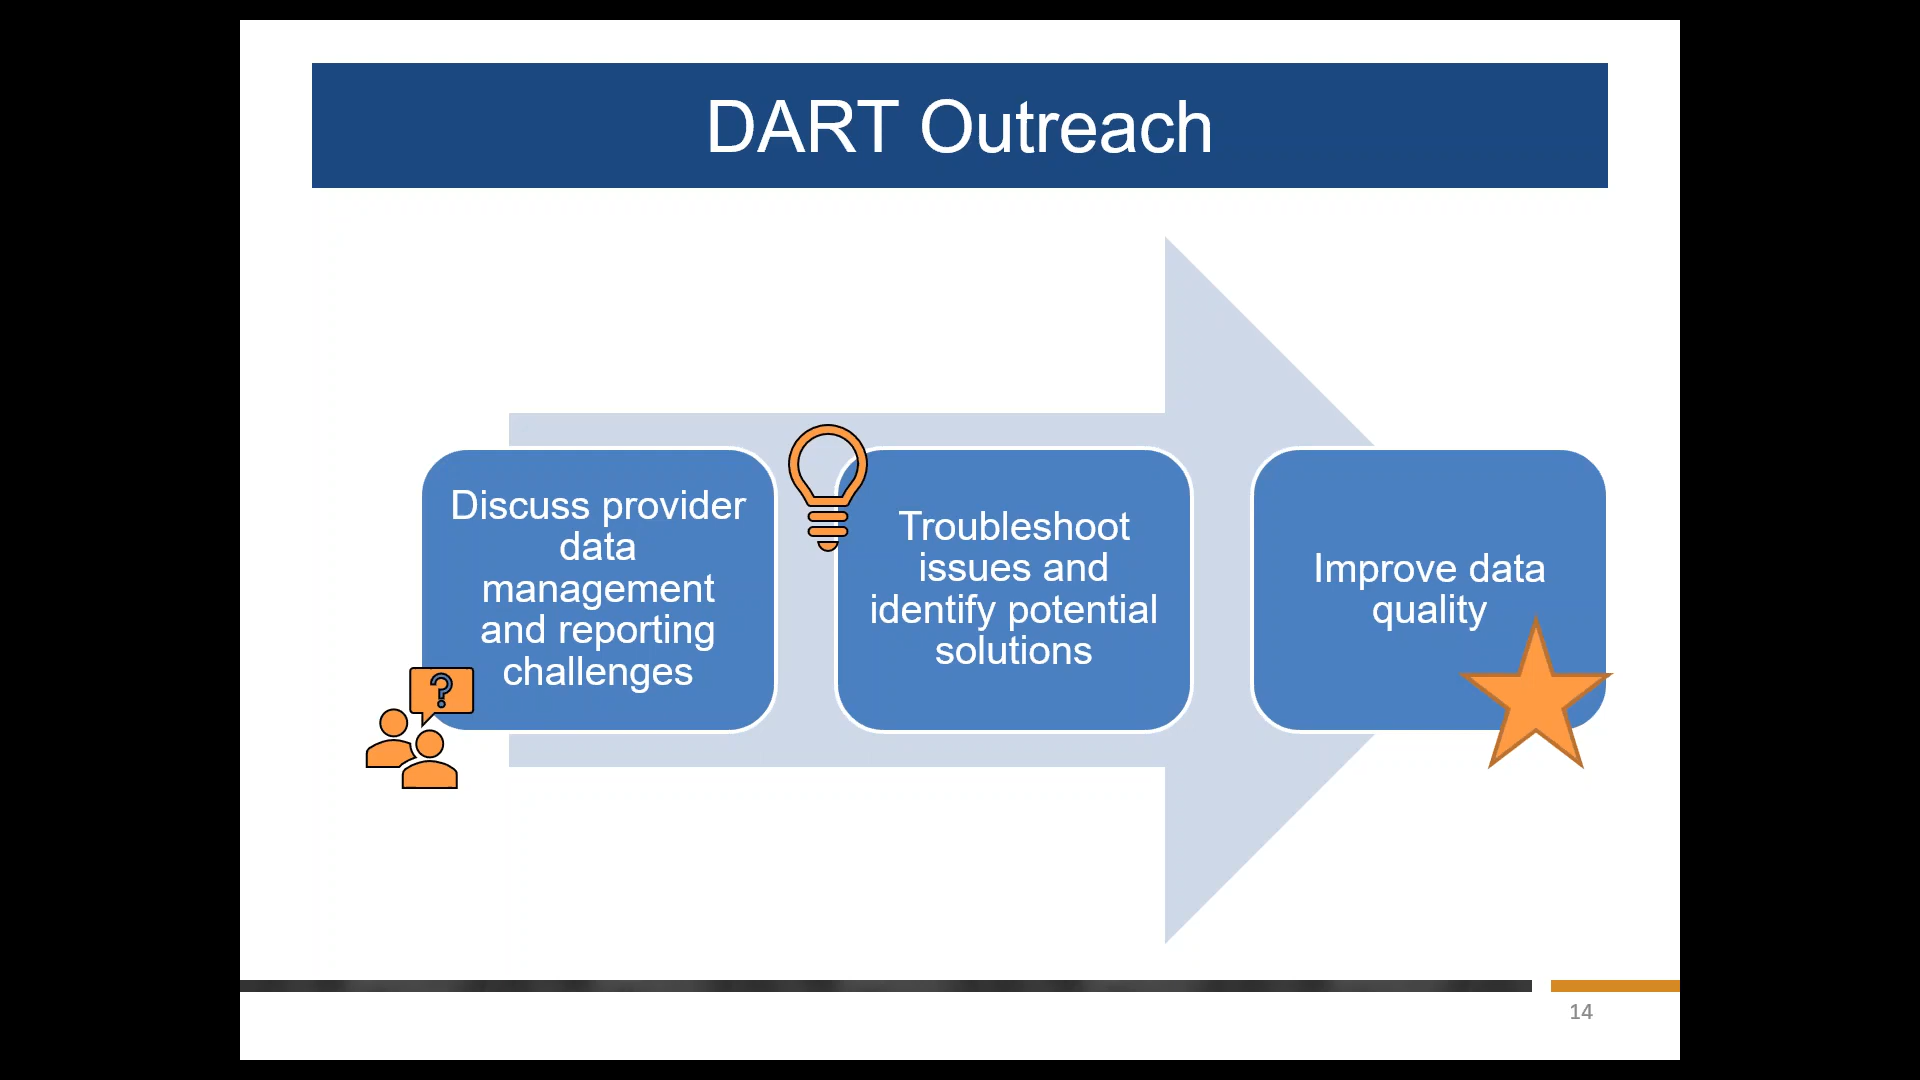 DART Outreach
Discuss provider
data
management
and reporting
challenges
?
Troubleshoot
issues and
identify potential
solutions
Improve data
quality
14